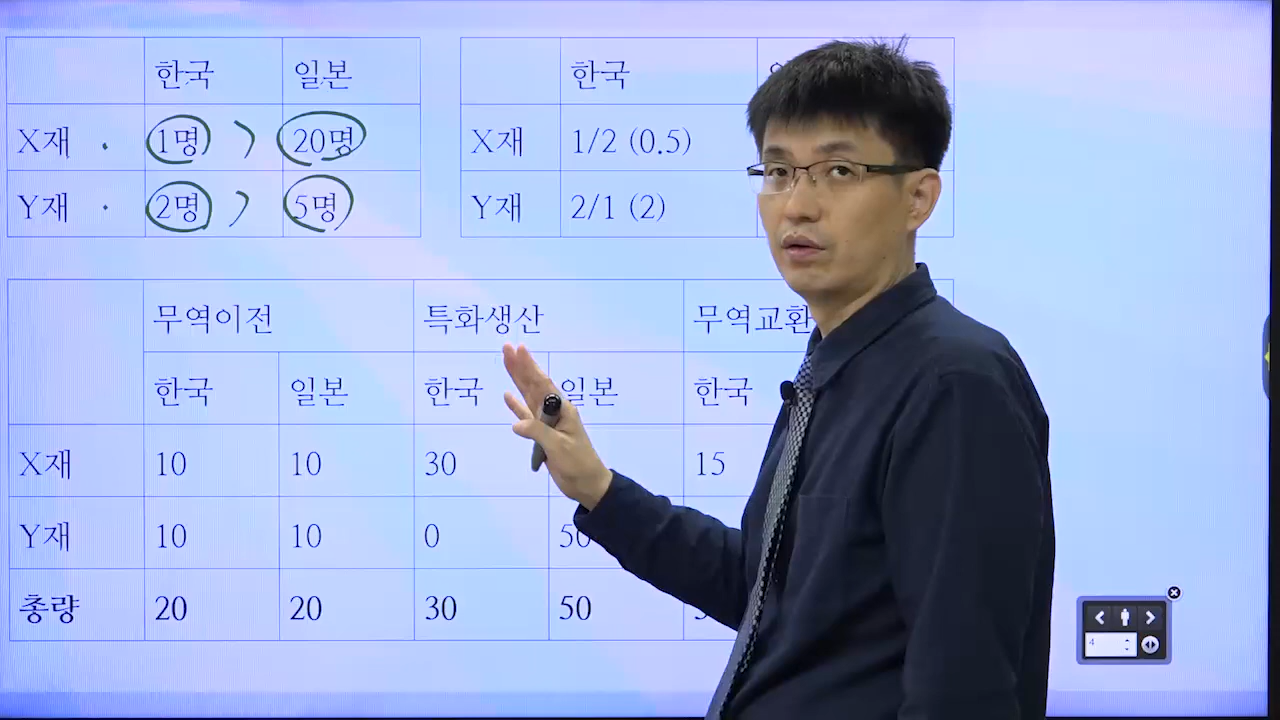 한국 일본
X재 1명 20명
Y재 2명 5명
한국
X재 1/2 (0.5)
Y재 2/1 (2)
무역이전 특화생산 무역교환
한국 일본 한국 일본 한국
X재 10 10 30 15
Y재 10 10 0 50
총량 20 20 30 50
4